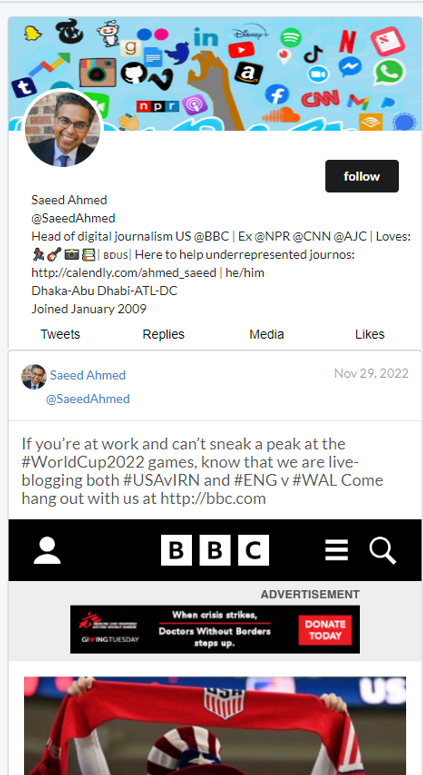 Disney+
g
in
a
CNN
t
npr
follow
Saeed Ahmed
@SaeedAhmed
Head of digital journalism US @BBC | Ex @NPR @CNN @AJC | Loves:
| BDUS| Here to help underrepresented journos:
http://calendly.com/ahmed_saeed | he/him
Dhaka-Abu Dhabi-ATL-DC
Joined January 2009
Tweets Replies Media Likes
Saeed Ahmed Nov 29, 2022
@SaeedAhmed
If you’re at work and can’t sneak a peak at the
#WorldCup2022 games, know that we are live-
blogging both #USAvIRN and #ENG v #WAL Come
hang out with us at http://bbc.com
BBC
ADVERTISEMENT
When crisis strikes,
Doctors Without Borders
steps up.
GIVINGTUESDAY
DONATE
TODAY
US